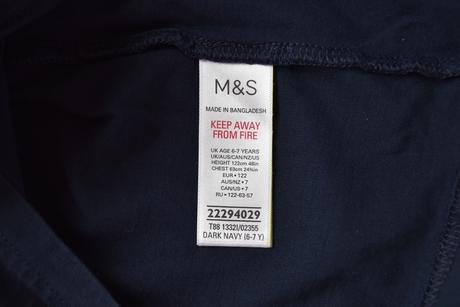 M&S
MADE IN BANGLADESH
KEEP AWAY
FROM FIRE
UK AGE 6-7 YEARS
UK/AUS/CAN/NZ/US
HEIGHT 122cm 48in
CHEST 63cm 24¾in
EUR • 122
AUS/NZ • 7
CAN/US • 7
RU • 122-63-57
22294029
T88 1332I/02355
DARK NAVY (6-7 Y)